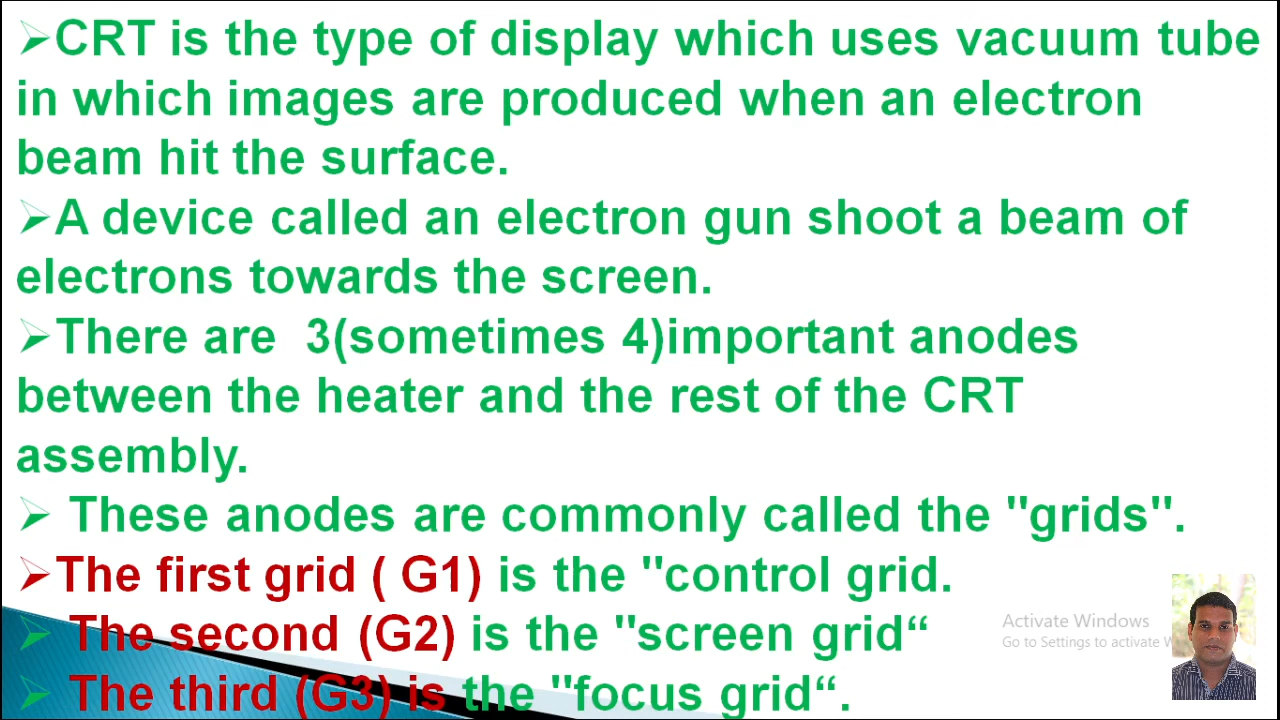 ➢CRT is the type of display which uses vacuum tube
in which images are produced when an electron
beam hit the surface.
➢A device called an electron gun shoot a beam of
electrons towards the screen.
➢There are  3(sometimes 4)important anodes
between the heater and the rest of the CRT
assembly.
➢ These anodes are commonly called the "grids".
➢The first grid ( G1) is the "control grid.
➢ The second (G2) is the "screen grid“
➢ The third (G3) is the "focus grid“.
Activate Windows
Go to Settings to activate W